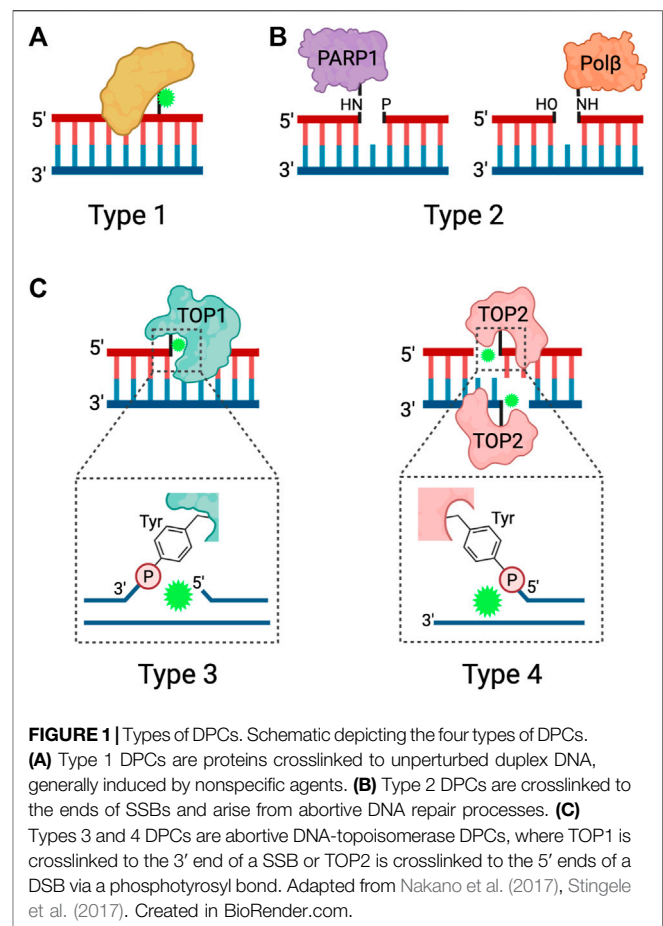 A
5'
3'
Type 1
B
PARP1
Polβ
HN P
HO NH
5'
3'
5'
3'
Type 2
C
TOP1
5'
3'
Tyr
P
3' 5'
Type 3
TOP2
5'
3'
TOP2
Tyr
P
5'
3'
Type 4
FIGURE 1 | Types of DPCs. Schematic depicting the four types of DPCs.
(A) Type 1 DPCs are proteins crosslinked to unperturbed duplex DNA,
generally induced by nonspecific agents. (B) Type 2 DPCs are crosslinked to
the ends of SSBs and arise from abortive DNA repair processes. (C)
Types 3 and 4 DPCs are abortive DNA-topoisomerase DPCs, where TOP1 is
crosslinked to the 3′ end of a SSB or TOP2 is crosslinked to the 5′ ends of a
DSB via a phosphotyrosyl bond. Adapted from Nakano et al. (2017), Stingele
et al. (2017). Created in BioRender.com.